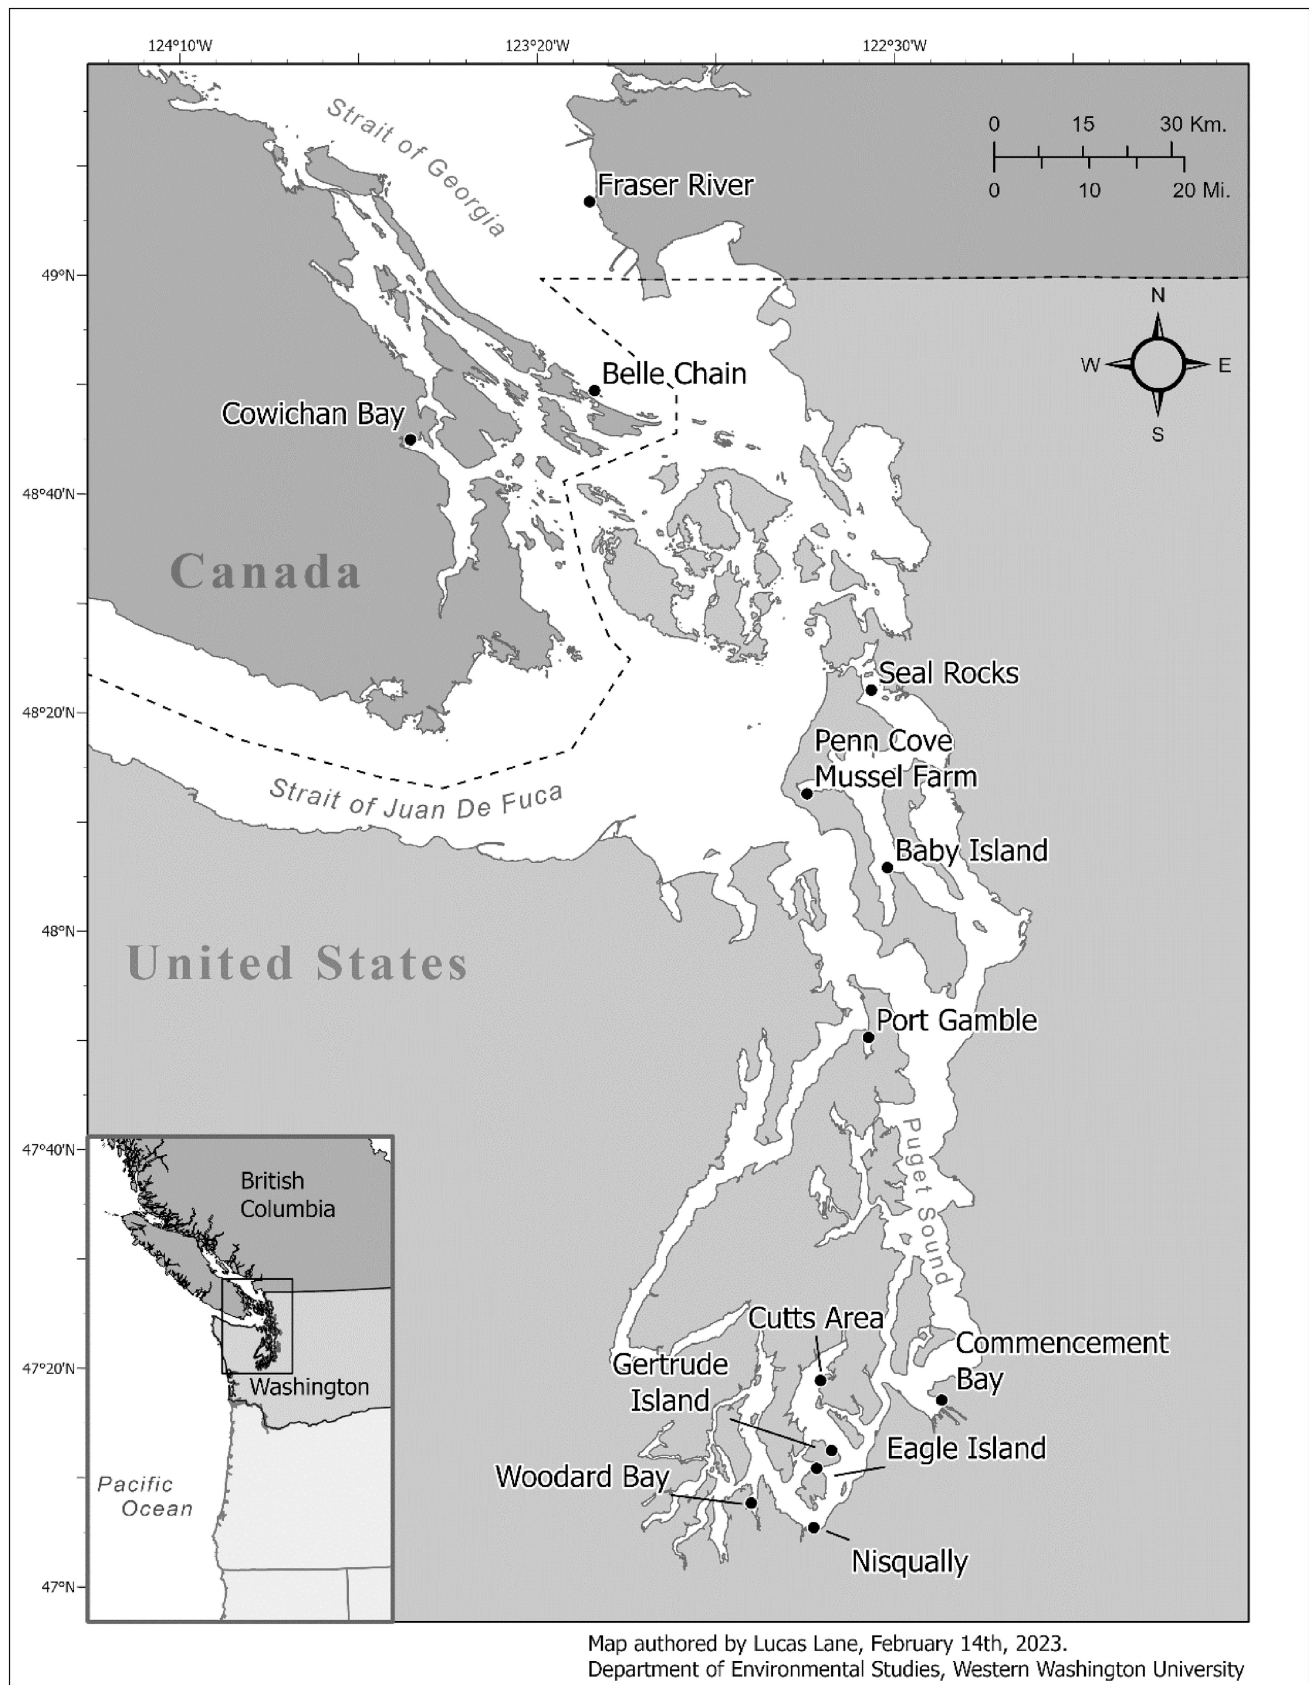 124°10'W 123°20'W 122°30'W
Strait of Georgia
0 15 30 Km.
0 10 20 Mi.
Fraser River
49°N
N
W E
S
Belle Chain
Cowichan Bay
48°40'N
Canada
Seal Rocks
48°20'N
Penn Cove
Mussel Farm
Strait of Juan De Fuca
Baby Island
48°N
United States
Port Gamble
47°40'N
Puget Sound
British
Columbia
Washington
Pacific
Ocean
Cutts Area
Commencement
Bay
47°20'N
Gertrude
Island
Eagle Island
Woodard Bay
Nisqually
47°N
Map authored by Lucas Lane, February 14th, 2023.
Department of Environmental Studies, Western Washington University